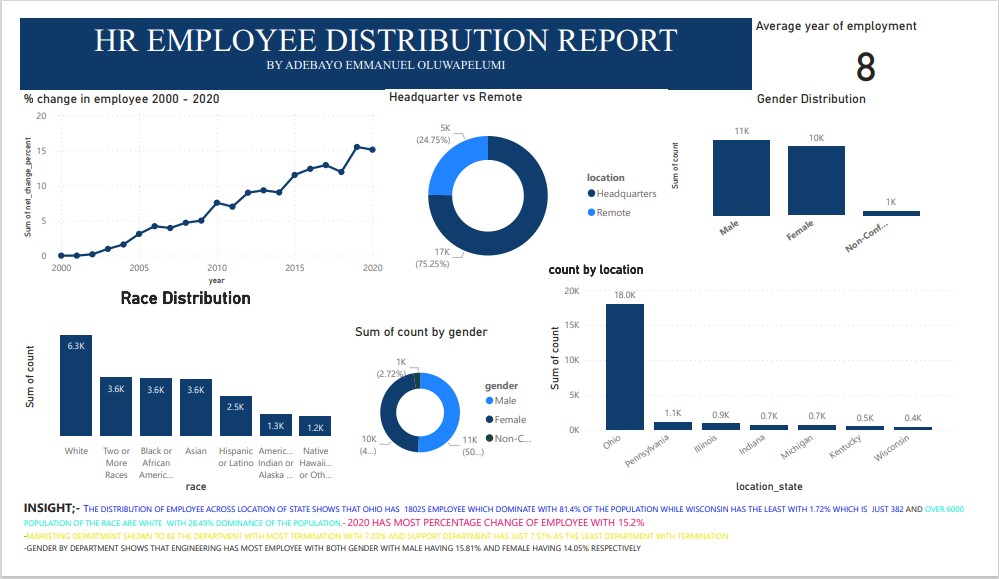 HR EMPLOYEE DISTRIBUTION REPORT
BY ADEBAYO EMMANUEL OLUWAPELUMI
Average year of employment
8
% change in employee 2000 - 2020
Sum of net_change_percent
20
15
10
5
0
2000
2005
2010
2015
2020
year
Headquarter vs Remote
5K
(24.75%)
17K
(75.25%)
location
Headquarters
Remote
Gender Distribution
Sum of count
11K
10K
1K
Male
Female
Non-Conf...
Race Distribution
Sum of count
6.3K
3.6K
3.6K
3.6K
2.5K
1.3K
1.2K
White
Two or More Races
Black or African Americ...
Asian
Hispanic or Latino
Americ... Indian or Alaska ...
Native Hawaii... or Oth...
race
Sum of count by gender
1K
(2.72%)
10K
(4...)
11K
(50...)
gender
Male
Female
Non-C...
count by location
Sum of count
20K
15K
10K
5K
0K
18.0K
1.1K
0.9K
0.7K
0.7K
0.5K
0.4K
Ohio
Pennsylvania
Illinois
Indiana
Michigan
Kentucky
Wisconsin
location_state
INSIGHT;- THE DISTRIBUTION OF EMPLOYEE ACROSS LOCATION OF STATE SHOWS THAT OHIO HAS 18025 EMPLOYEE WHICH DOMINATE WITH 81.4% OF THE POPULATION WHILE WISCONSIN HAS THE LEAST WITH 1.72% WHICH IS JUST 382 AND OVER 6000
POPULATION OF THE RACE ARE WHITE WITH 28.49% DOMINANCE OF THE POPULATION.- 2020 HAS MOST PERCENTAGE CHANGE OF EMPLOYEE WITH 15.2%
-MARKETING DEPARTMENT SHOWN TO BE THE DEPARTMENT WITH MOST TERMINATION WITH 7.83% AND SUPPORT DEPARTMENT HAS JUST 7.57% AS THE LEAST DEPARTMENT WITH TERMINATION
-GENDER BY DEPARTMENT SHOWS THAT ENGINEERING HAS MOST EMPLOYEE WITH BOTH GENDER WITH MALE HAVING 15.81% AND FEMALE HAVING 14.05% RESPECTIVELY